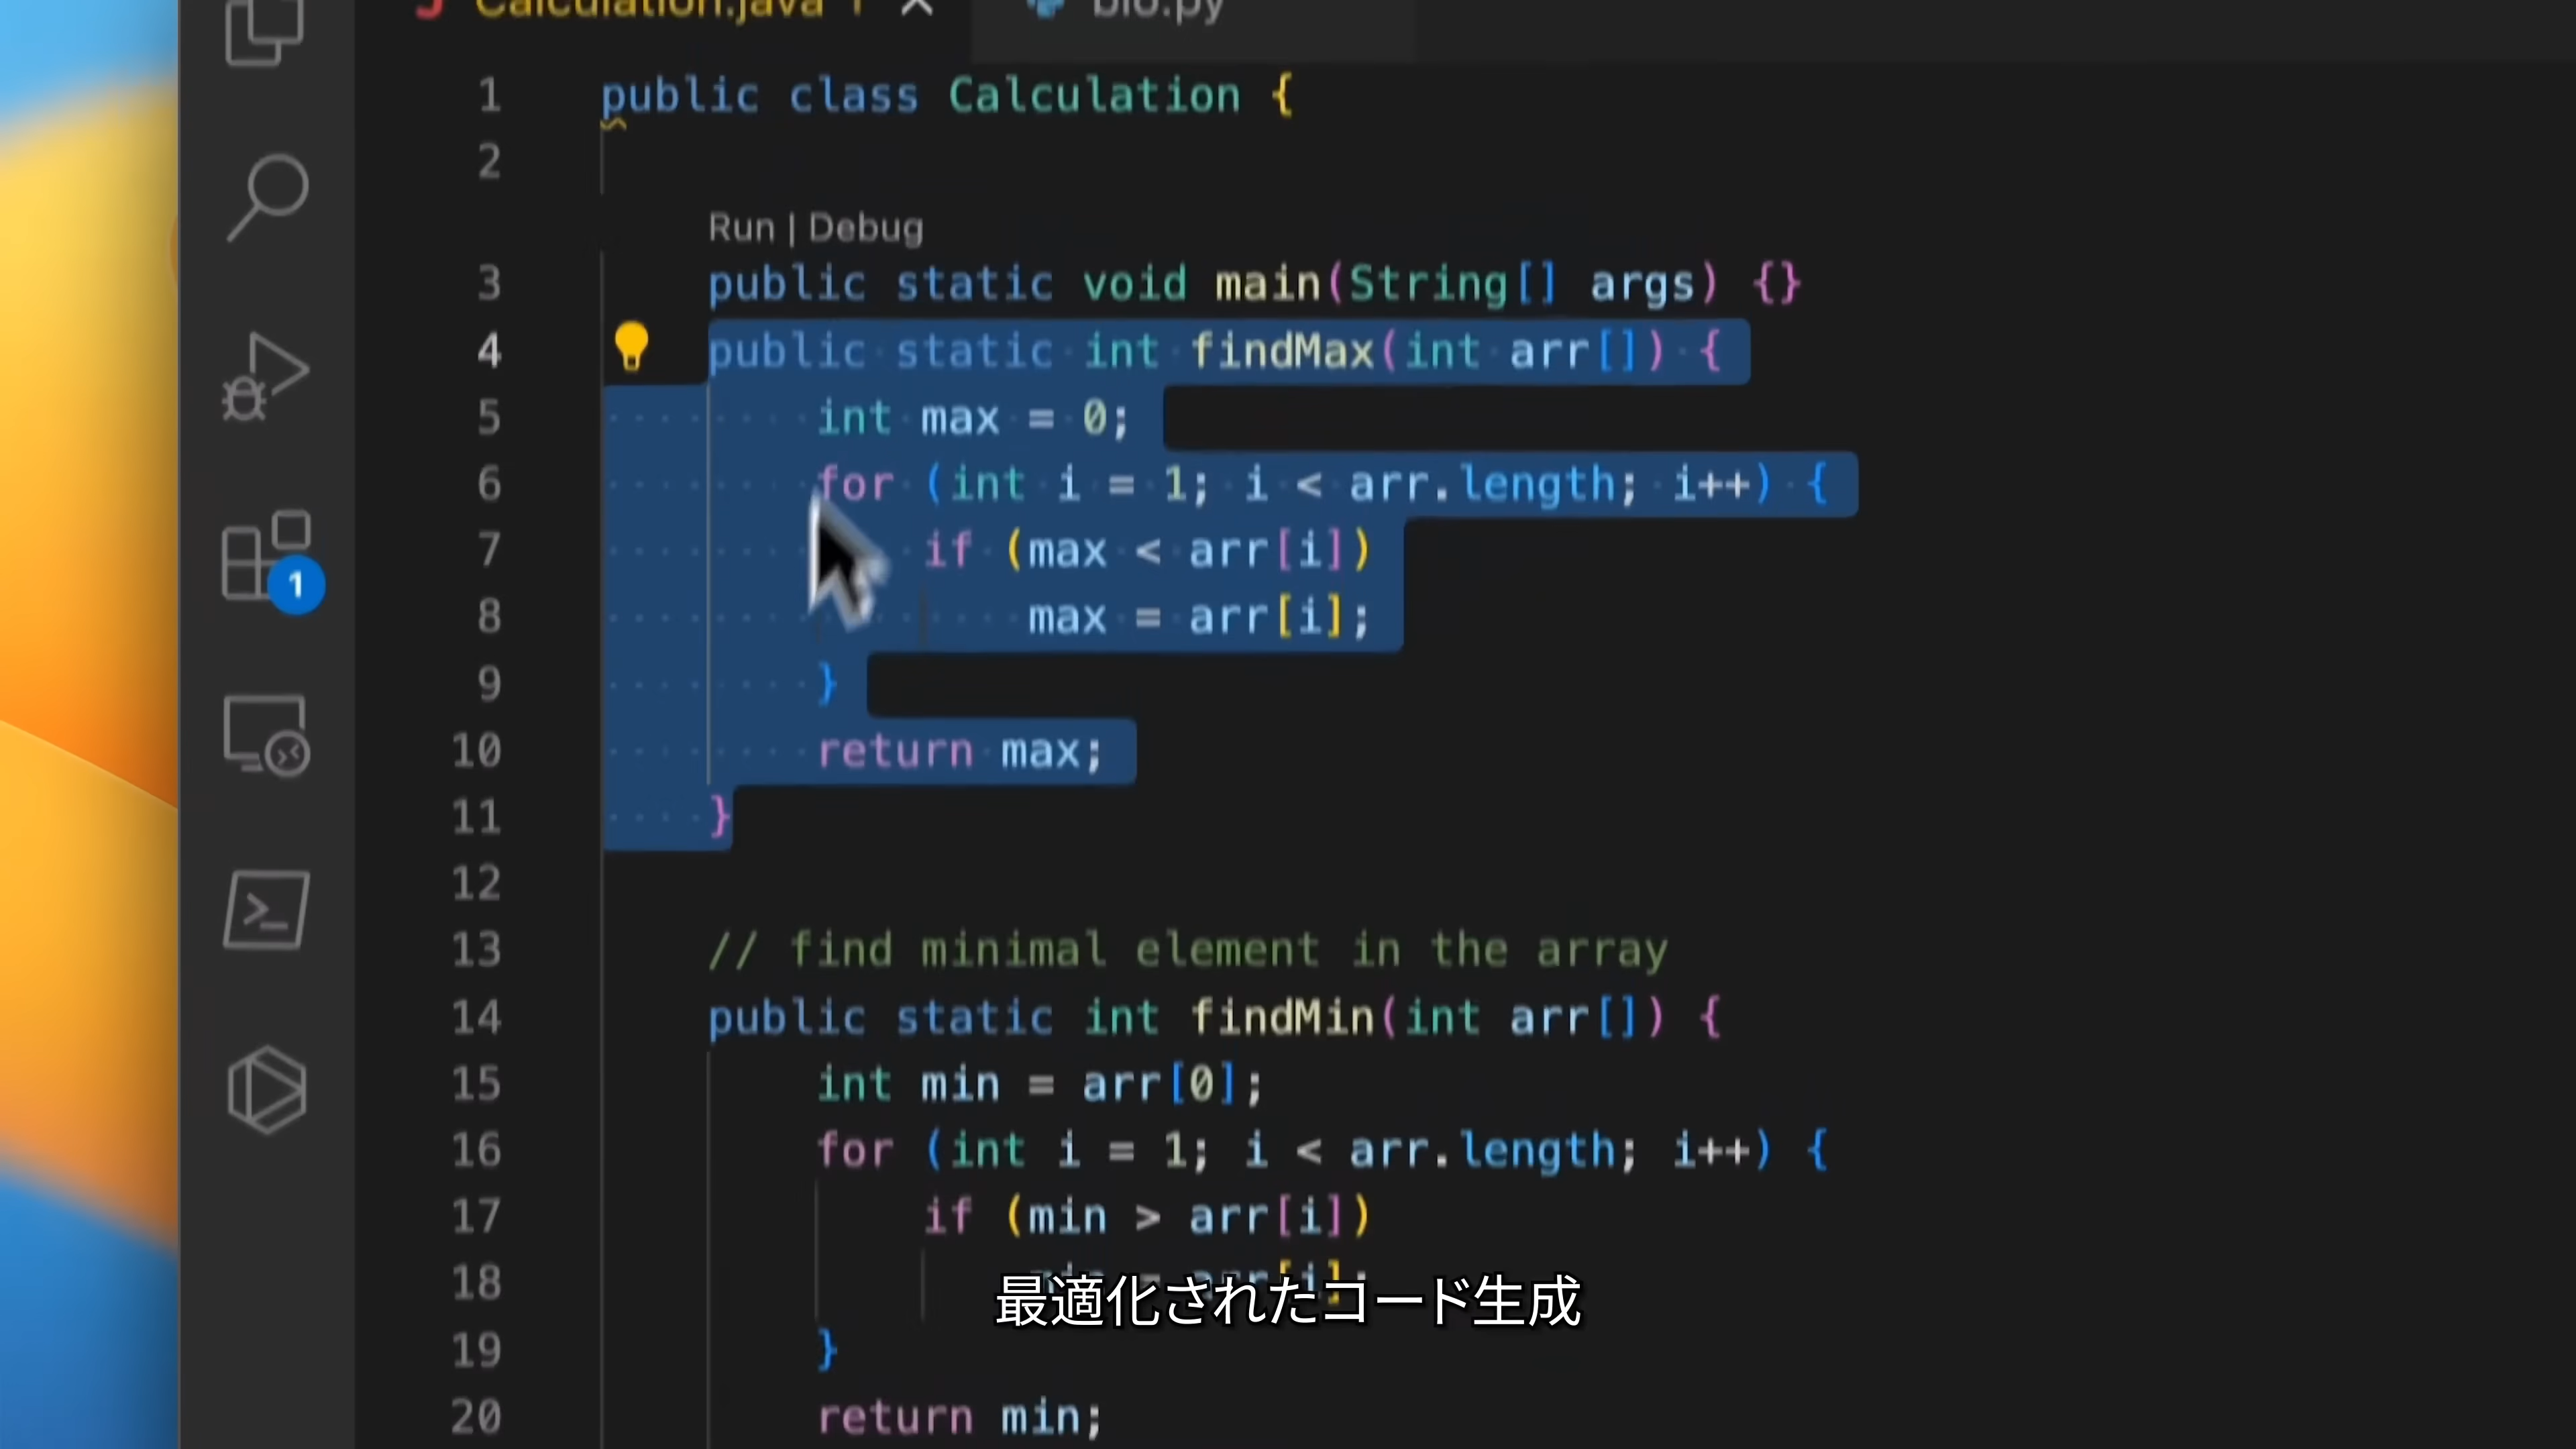 Calculation.java 1
bio.py
1 public class Calculation {
2
Run | Debug
3 public static void main(String[] args) {}
4 public static int findMax(int arr[]) {
5 int max = 0;
6 for (int i = 1; i < arr.length; i++) {
7 if (max < arr[i])
8 max = arr[i];
9 }
10 return max;
11 }
12
13 // find minimal element in the array
14 public static int findMin(int arr[]) {
15 int min = arr[0];
16 for (int i = 1; i < arr.length; i++) {
17 if (min > arr[i])
18 min = arr[i];
19 }
20 return min;
1
最適化されたコード生成